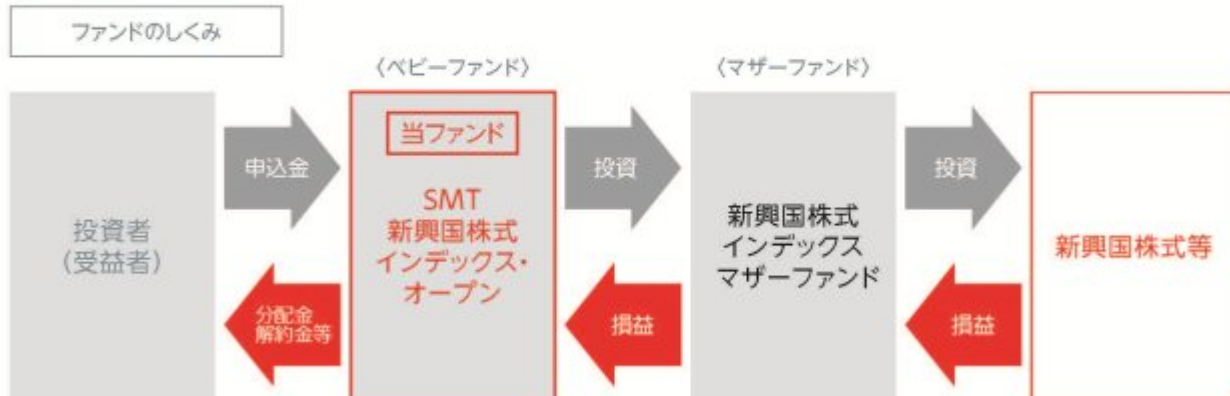 ファンドのしくみ
〈ベビーファンド〉
〈マザーファンド〉
投資者
(受益者)
申込金
分配金
解約金等
当ファンド
SMT
新興国株式
インデックス・
オープン
投資
損益
新興国株式
インデックス
マザーファンド
投資
損益
新興国株式等